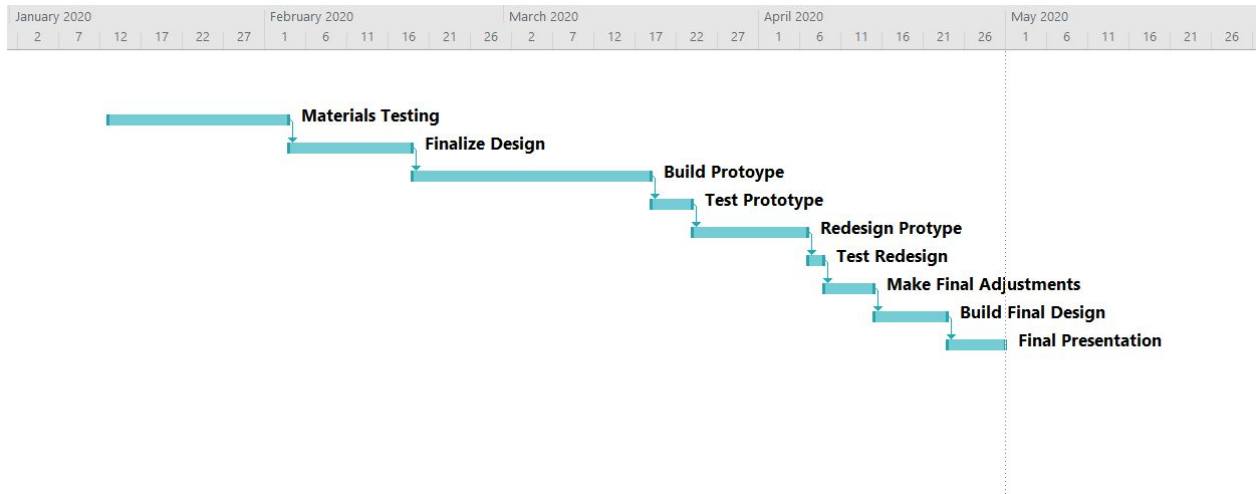 January 2020 February 2020 March 2020 April 2020 May 2020
2 7 12 17 22 27 1 6 11 16 21 26 2 7 12 17 22 27 1 6 11 16 21 26 1 6 11 16 21 26
Materials Testing
Finalize Design
Build Protoype
Test Prototype
Redesign Protype
Test Redesign
Make Final Adjustments
Build Final Design
Final Presentation